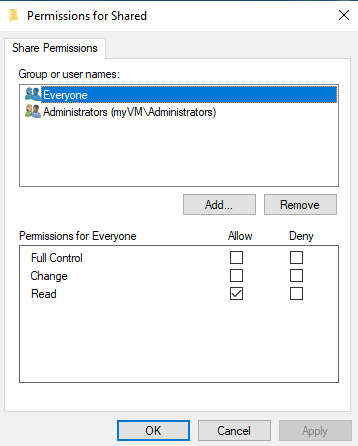 Permissions for Shared
Share Permissions
Group or user names:
Everyone
Administrators (myVM\Administrators)
Add...
Remove
Permissions for Everyone
Allow
Deny
Full Control
Change
Read
OK
Cancel
Apply